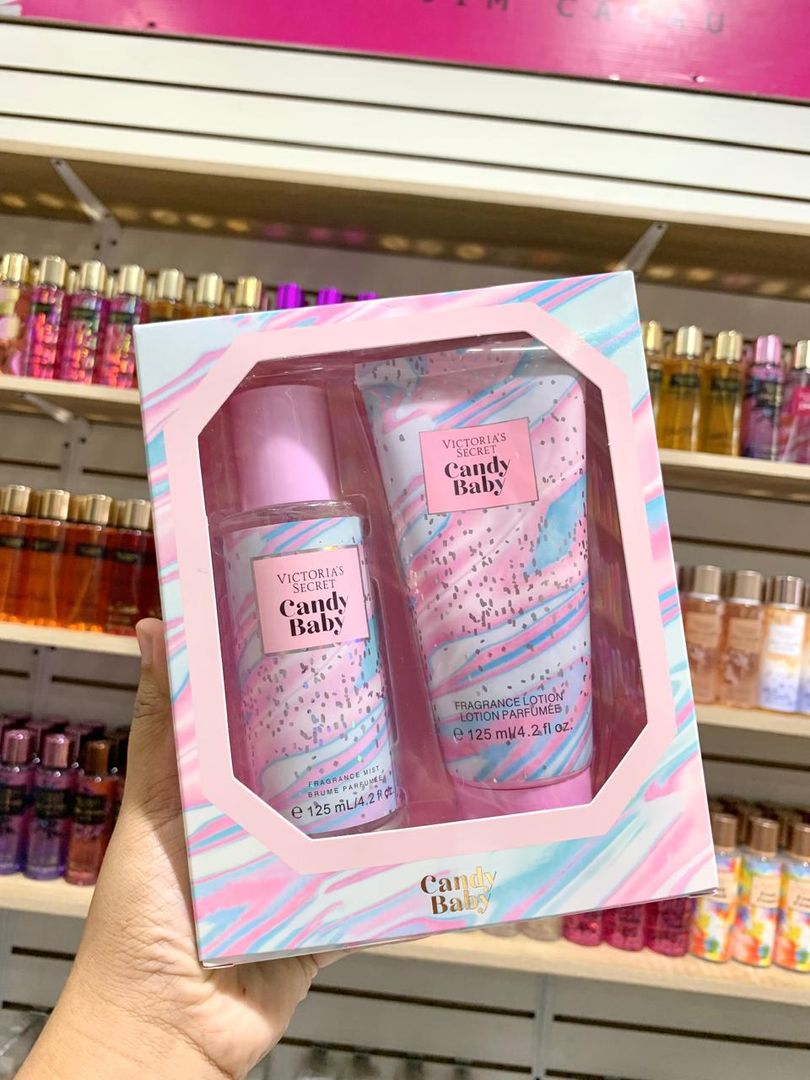 VICTORIA'S
SECRET
Candy
Baby
FRAGRANCE MIST
BRUME PARFUMÉE
℮ 125 mL/4.2 fl oz.
VICTORIA'S
SECRET
Candy
Baby
FRAGRANCE LOTION
LOTION PARFUMÉE
℮ 125 ml/4.2 fl oz.
Candy
Baby